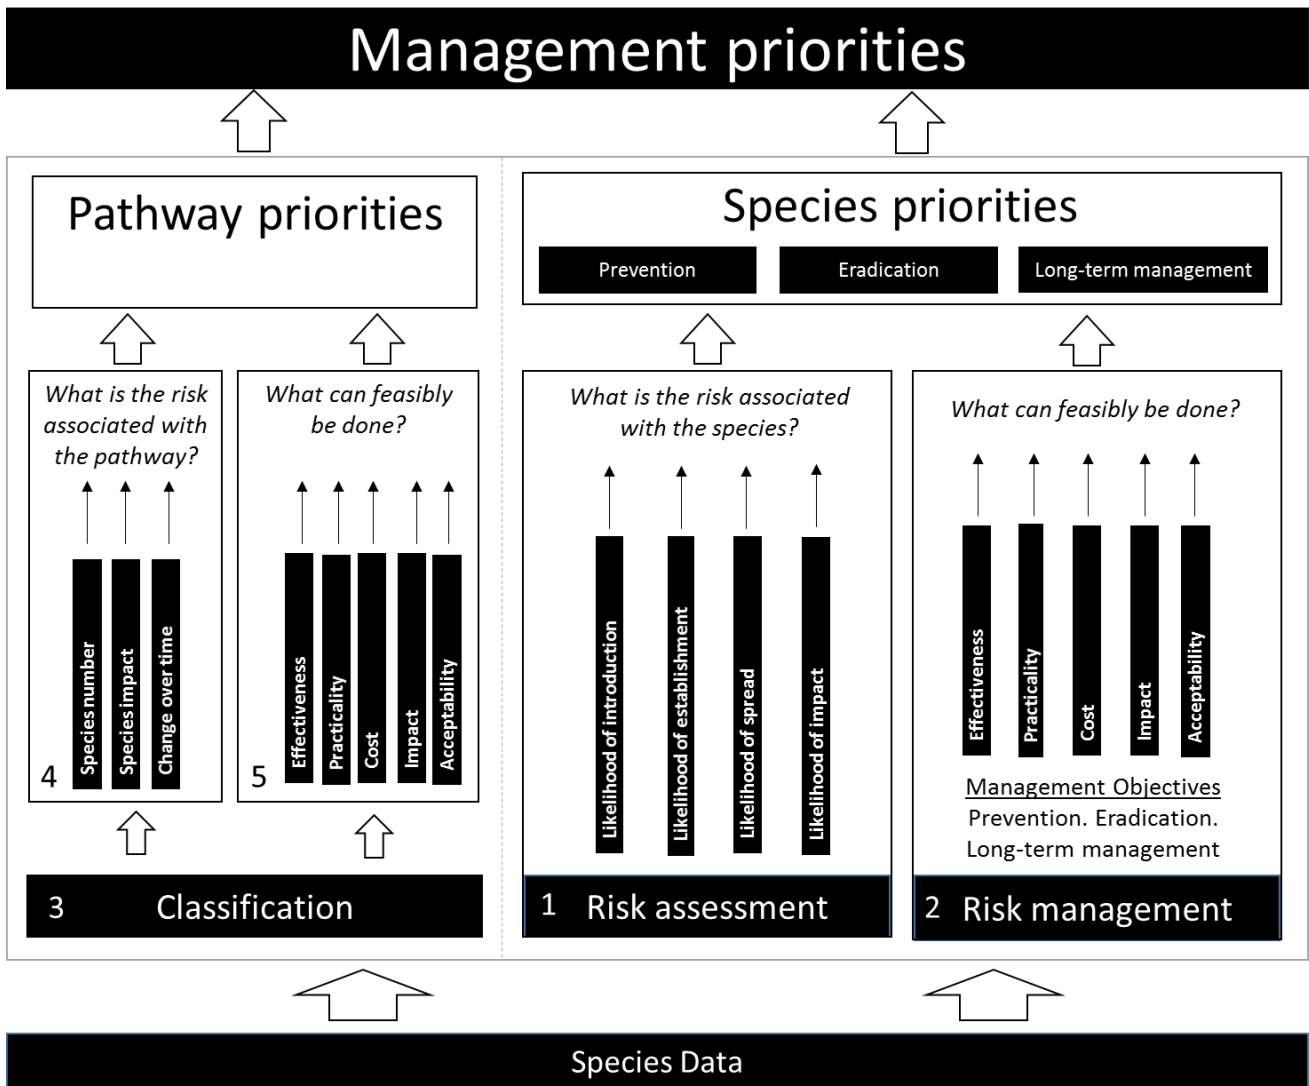 Management priorities
Pathway priorities
Species priorities
Prevention
Eradication
Long-term management
What is the risk
associated with
the pathway?
Species number
Species impact
Change over time
4
What can feasibly
be done?
Effectiveness
Practicality
Cost
Impact
Acceptability
5
3
Classification
What is the risk associated
with the species?
Likelihood of introduction
Likelihood of establishment
Likelihood of spread
Likelihood of impact
1 Risk assessment
What can feasibly be done?
Effectiveness
Practicality
Cost
Impact
Acceptability
Management Objectives
Prevention. Eradication.
Long-term management
2 Risk management
Species Data